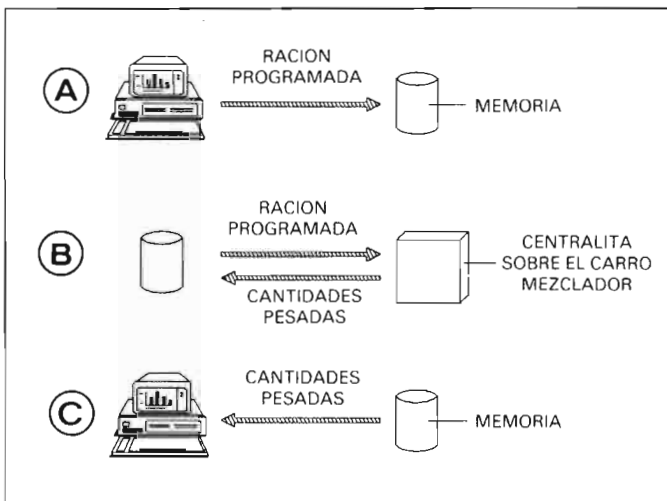 A
RACION
PROGRAMADA
MEMORIA
B
RACION
PROGRAMADA
CANTIDADES
PESADAS
CENTRALITA
SOBRE EL CARRO
MEZCLADOR
C
CANTIDADES
PESADAS
MEMORIA